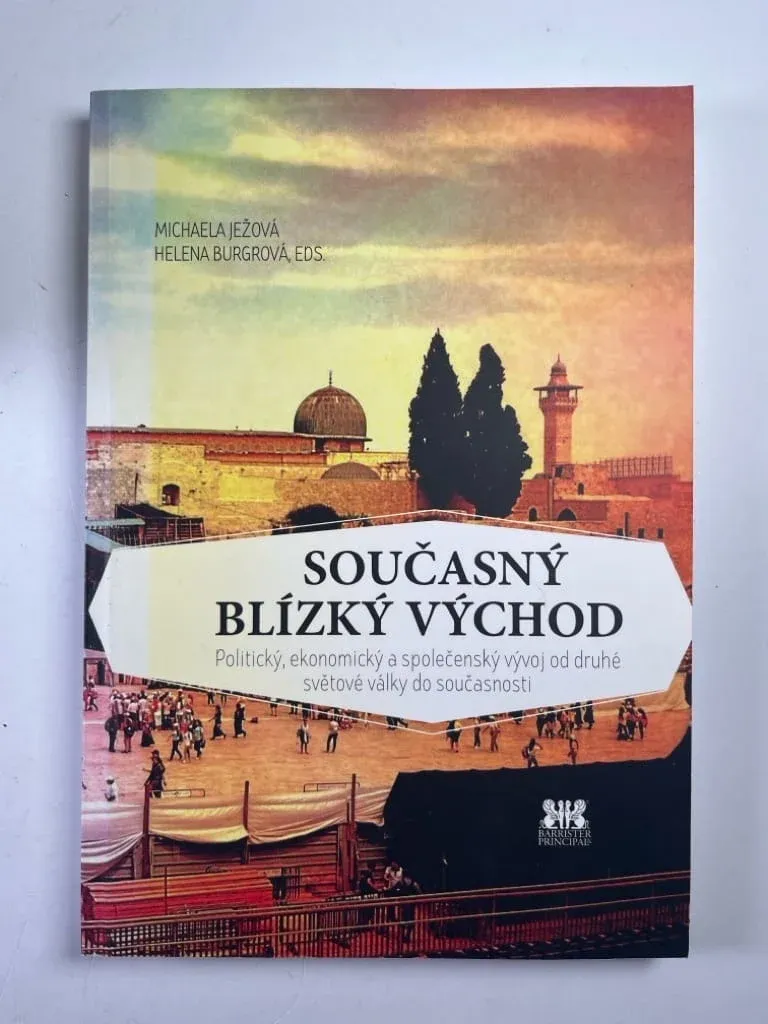 MICHAELA JEŽOVÁ
HELENA BURGROVÁ, EDS.
SOUČASNÝ
BLÍZKÝ VÝCHOD
Politický, ekonomický a společenský vývoj od druhé
světové války do současnosti
BARRISTER
PRINCIPAL